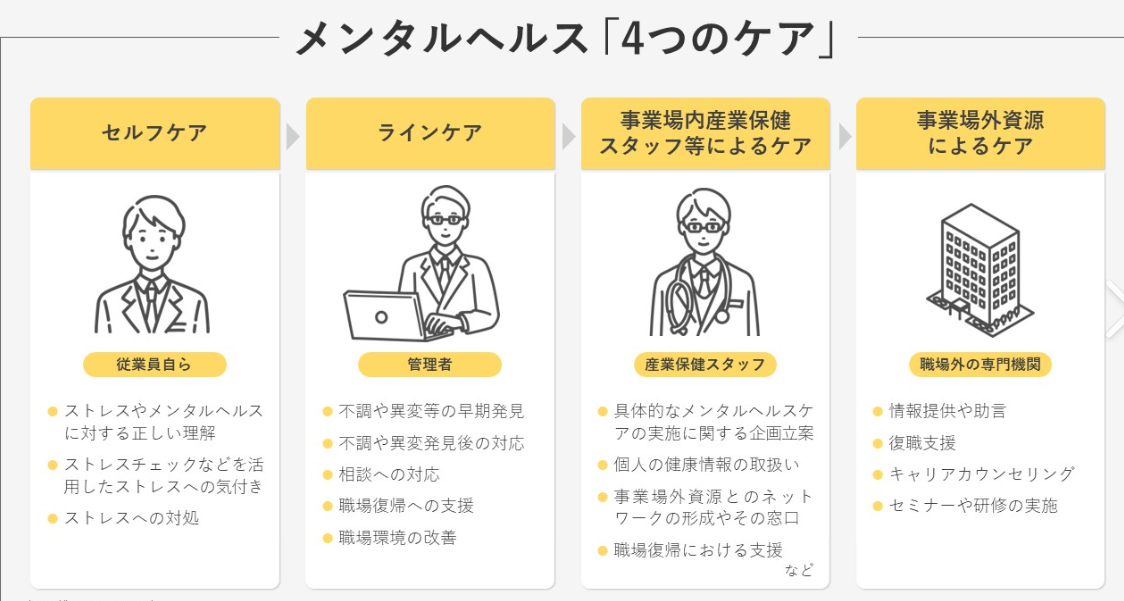 メンタルヘルス「4つのケア」
セルフケア
従業員自ら
ストレスやメンタルヘルス
に対する正しい理解
ストレスチェックなどを活
用したストレスへの気付き
ストレスへの対処
ラインケア
管理者
不調や異変等の早期発見
不調や異変発見後の対応
相談への対応
職場復帰への支援
職場環境の改善
事業場内産業保健
スタッフ等によるケア
産業保健スタッフ
具体的なメンタルヘルスケ
アの実施に関する企画立案
個人の健康情報の取扱い
事業場外資源とのネット
ワークの形成やその窓口
職場復帰における支援
など
事業場外資源
によるケア
職場外の専門機関
情報提供や助言
復職支援
キャリアカウンセリング
セミナーや研修の実施